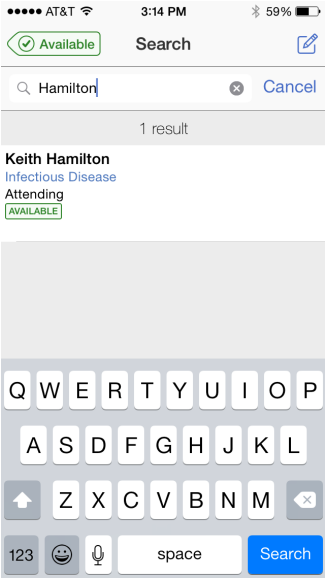 AT&T 3:14 PM 59%
Available Search
Hamilton Cancel
1 result
Keith Hamilton
Infectious Disease
Attending
AVAILABLE
Q W E R T Y U I O P
A S D F G H J K L
Z X C V B N M
123 space Search